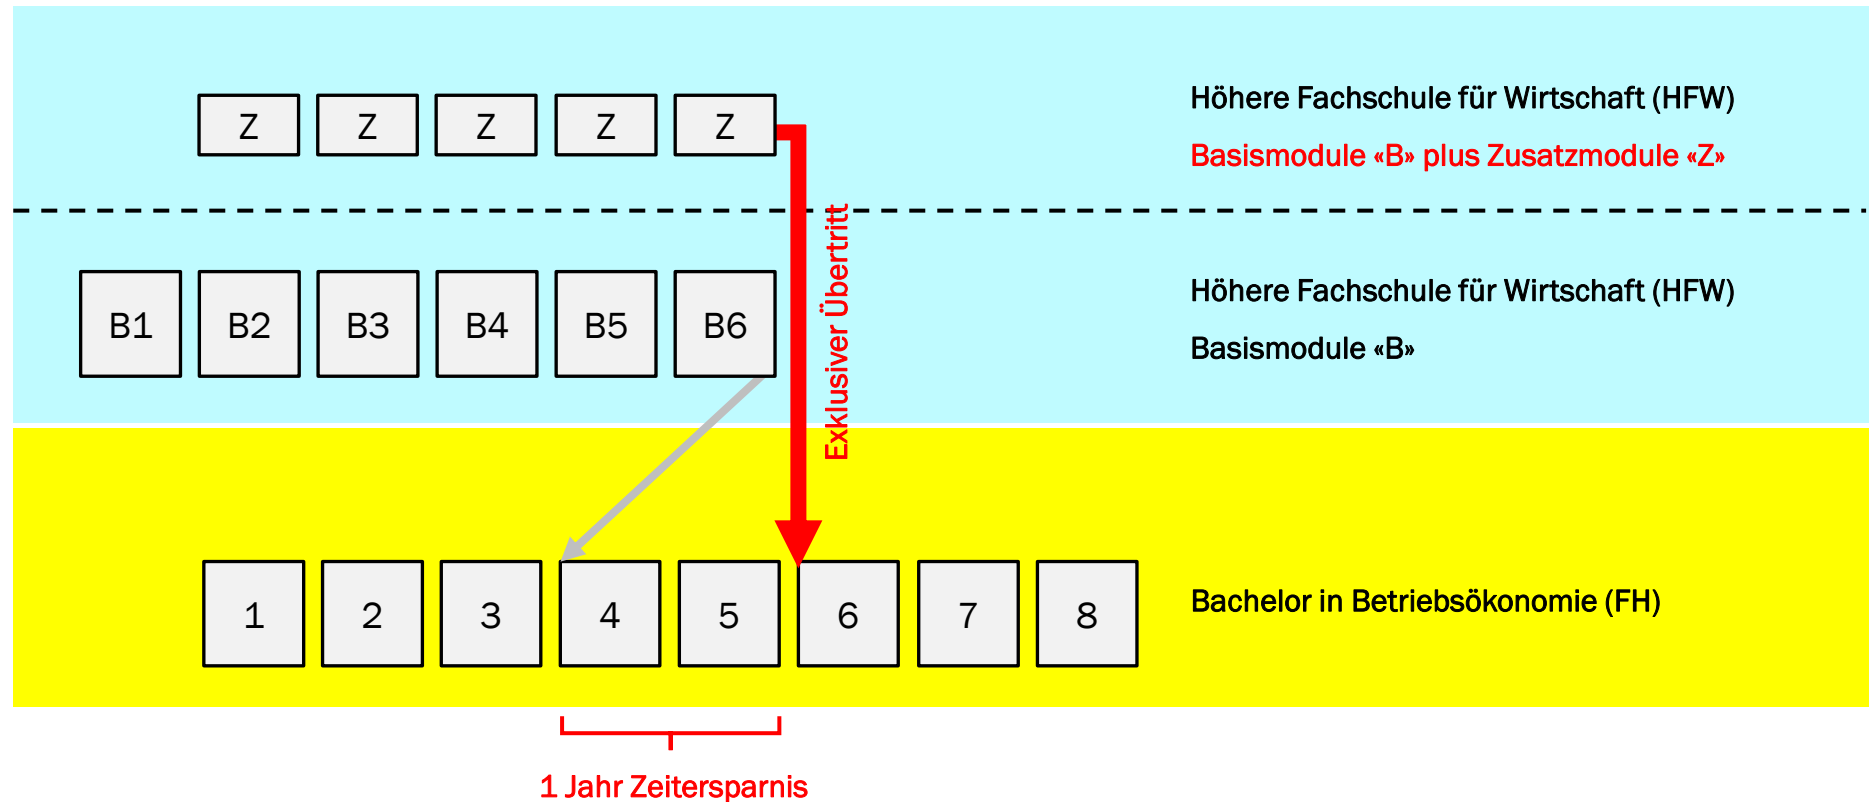 Z Z Z Z Z
Höhere Fachschule für Wirtschaft (HFW)
Basismodule «B» plus Zusatzmodule «Z»
Exklusiver Übertritt
B1 B2 B3 B4 B5 B6
Höhere Fachschule für Wirtschaft (HFW)
Basismodule «B»
1 2 3 4 5 6 7 8
Bachelor in Betriebsökonomie (FH)
1 Jahr Zeitersparnis